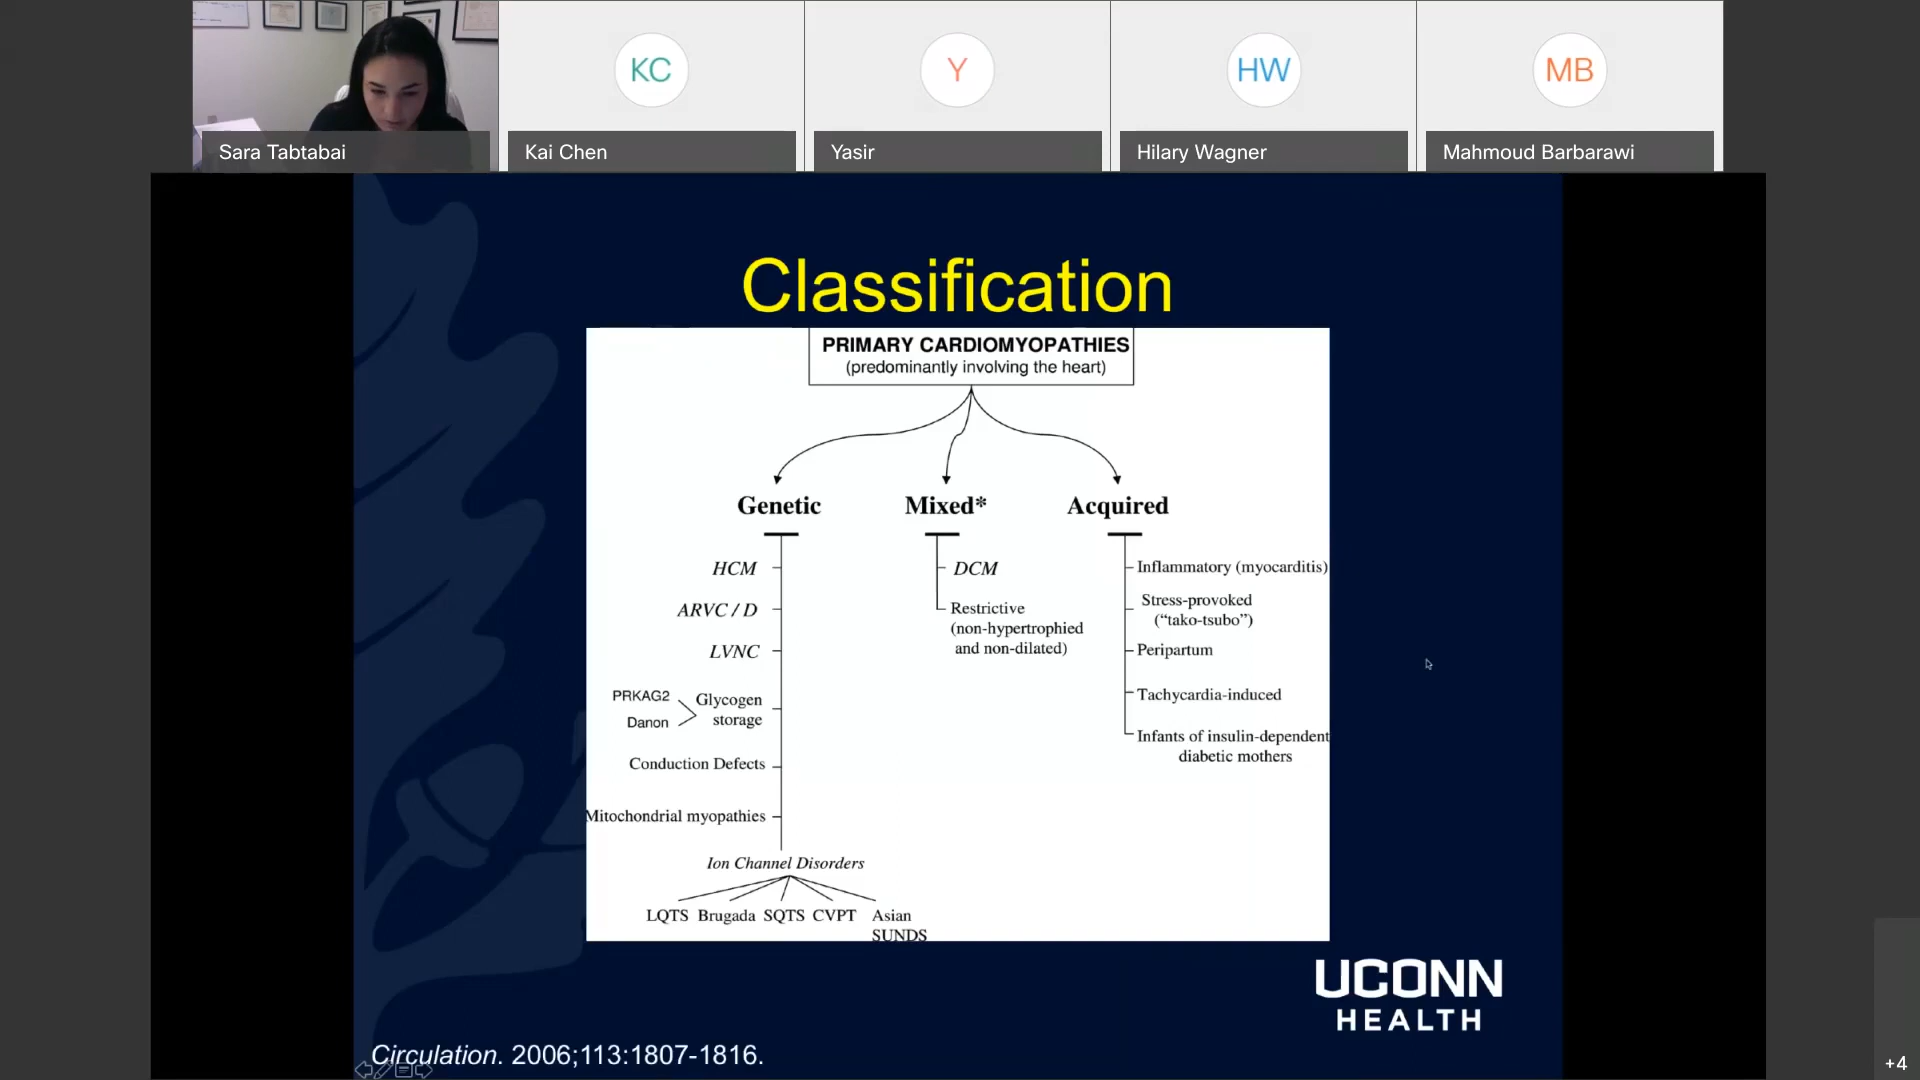 KC
Y
HW
MB
Sara Tabtabai
Kai Chen
Yasir
Hilary Wagner
Mahmoud Barbarawi
Classification
PRIMARY CARDIOMYOPATHIES
(predominantly involving the heart)
Genetic
HCM
ARVC / D
LVNC
PRKAG2
Danon
Glycogen
storage
Conduction Defects
Mitochondrial myopathies
Ion Channel Disorders
LQTS Brugada SQTS CVPT Asian
SUNDS
Mixed*
DCM
Restrictive
(non-hypertrophied
and non-dilated)
Acquired
Inflammatory (myocarditis)
Stress-provoked
(“tako-tsubo”)
Peripartum
Tachycardia-induced
Infants of insulin-dependent
diabetic mothers
UCONN
HEALTH
Circulation. 2006;113:1807-1816.
+4